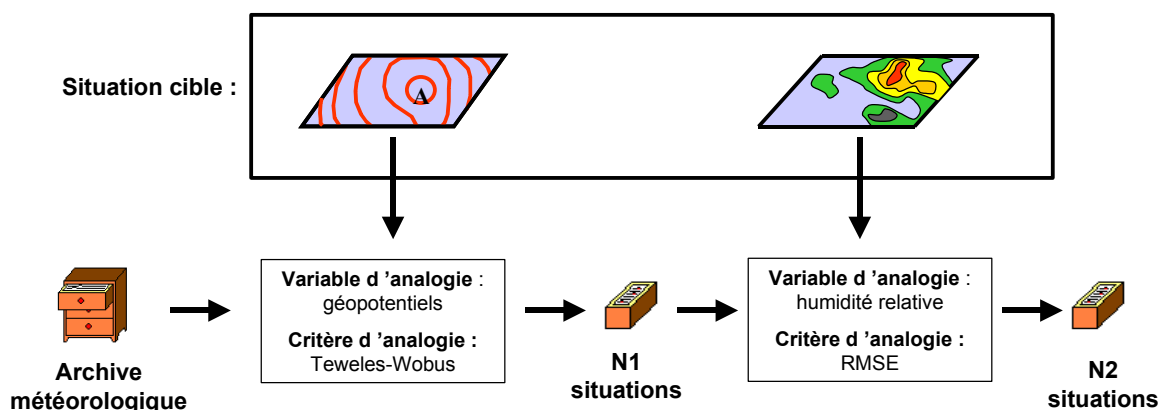 Situation cible :
A
Variable d ’analogie :
géopotentiels
Critère d ’analogie :
Teweles-Wobus
Variable d ’analogie :
humidité relative
Critère d ’analogie :
RMSE
Archive
météorologique
N1
situations
N2
situations